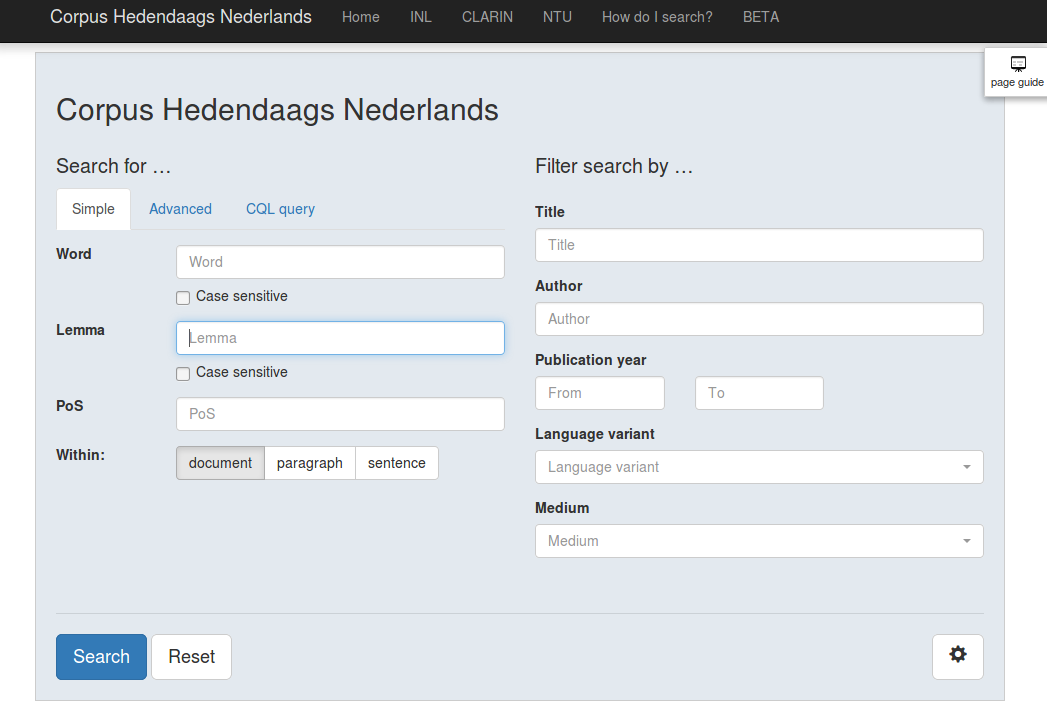 Corpus Hedendaags Nederlands Home INL CLARIN NTU How do I search? BETA
page guide
Corpus Hedendaags Nederlands
Search for …
Simple Advanced CQL query
Word Word
Case sensitive
Lemma Lemma
Case sensitive
PoS PoS
Within: document paragraph sentence
Filter search by …
Title
Title
Author
Author
Publication year
From To
Language variant
Language variant
Medium
Medium
Search Reset